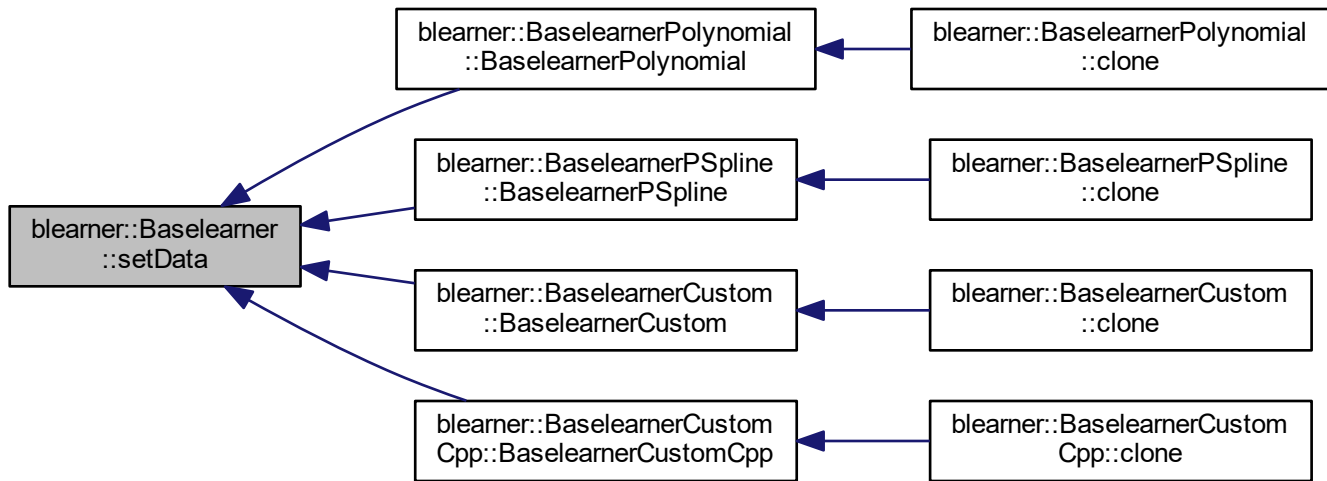 blearner::BaselearnerPolynomial
::BaselearnerPolynomial
blearner::BaselearnerPolynomial
::clone
blearner::BaselearnerPSpline
::BaselearnerPSpline
blearner::BaselearnerPSpline
::clone
blearner::Baselearner
::setData
blearner::BaselearnerCustom
::BaselearnerCustom
blearner::BaselearnerCustom
::clone
blearner::BaselearnerCustom
Cpp::BaselearnerCustomCpp
blearner::BaselearnerCustom
Cpp::clone